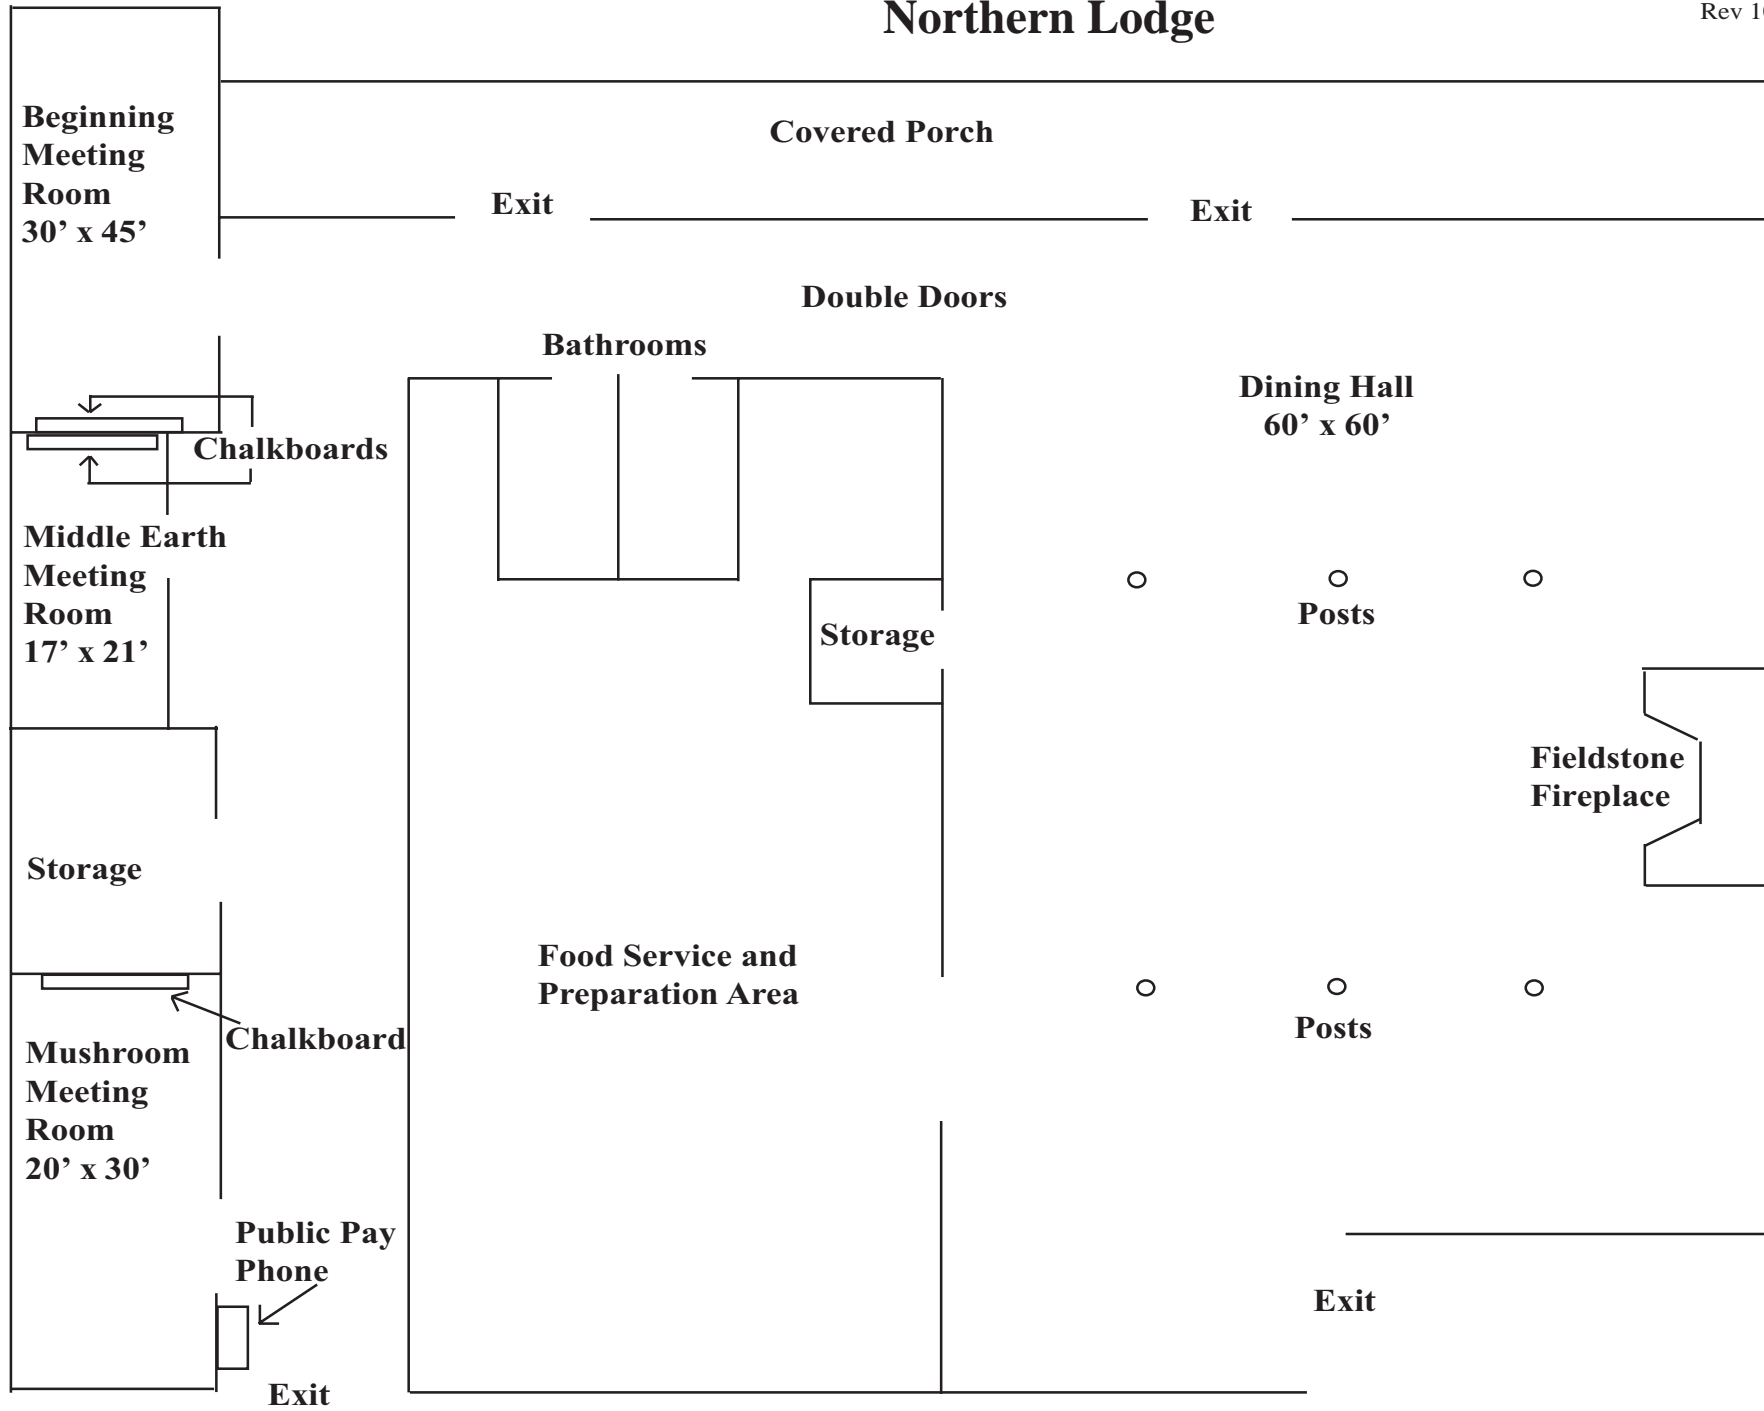 Northern Lodge
Rev
Beginning
Meeting
Room
30’ x 45’
Covered Porch
Exit
Exit
Double Doors
Bathrooms
Dining Hall
60’ x 60’
Chalkboards
Middle Earth
Meeting
Room
17’ x 21’
Posts
Storage
Fieldstone
Fireplace
Storage
Food Service and
Preparation Area
Posts
Chalkboard
Mushroom
Meeting
Room
20’ x 30’
Public Pay
Phone
Exit
Exit